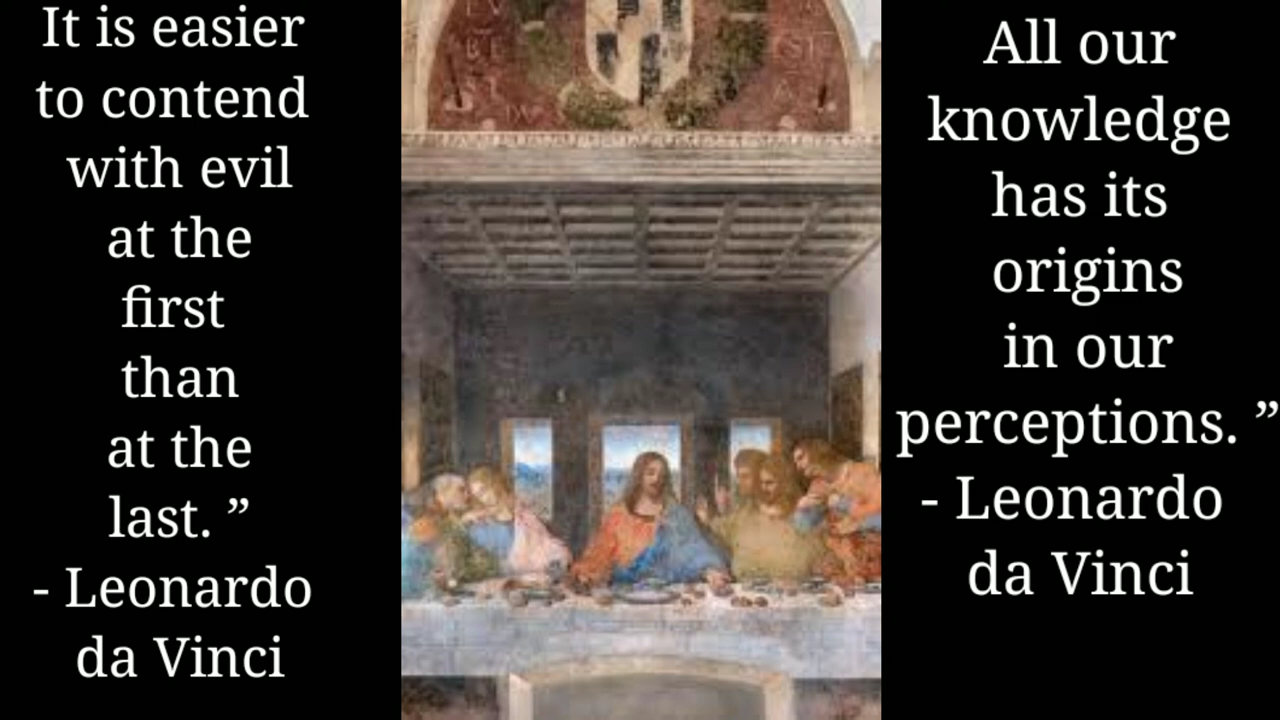 It is easier
to contend
with evil
at the
first
than
at the
last. ”
- Leonardo
da Vinci
All our
knowledge
has its
origins
in our
perceptions. ”
- Leonardo
da Vinci